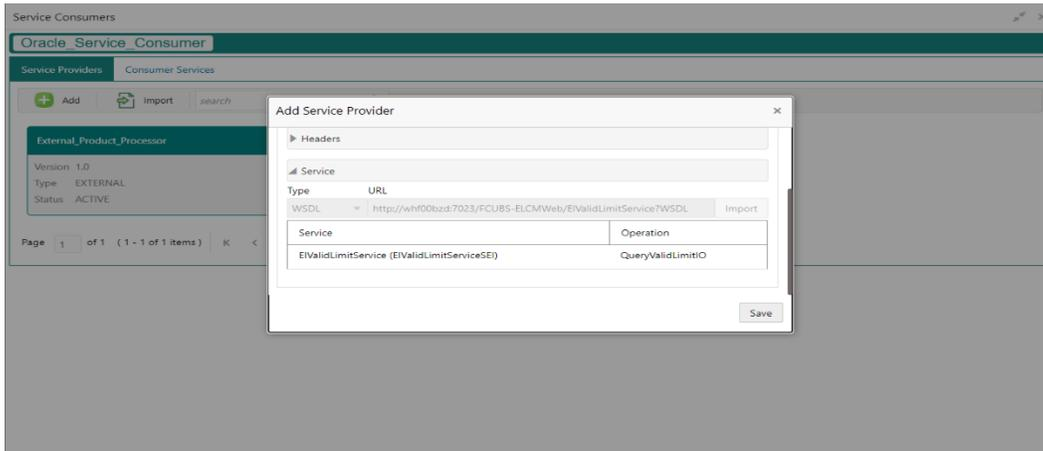 Service Consumers
Oracle_Service_Consumer
Service Providers Consumer Services
Add Import search
External_Product_Processor
Version 1.0
Type EXTERNAL
Status ACTIVE
Page 1 of 1 (1 - 1 of 1 items) K <
Add Service Provider ×
Headers
Service
Type URL
WSDL http://whf00bzd:7023/FCUBS-ELCMWeb/ElValidLimitService?WSDL Import
Service Operation
ElValidLimitService (ElValidLimitServiceSEI) QueryValidLimitIO
Save